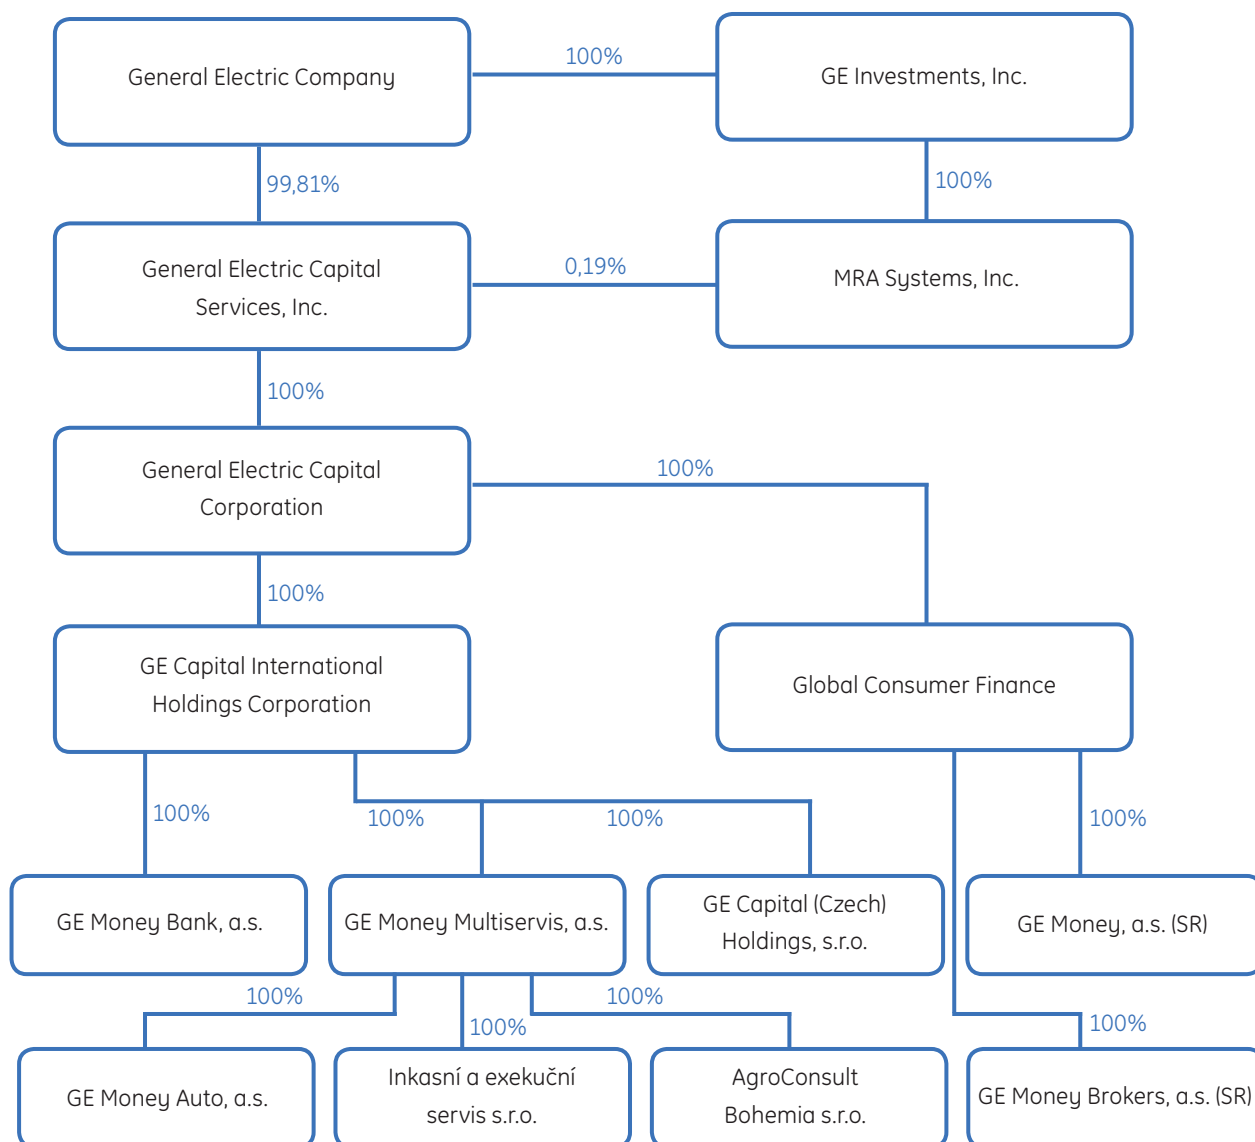 100%
General Electric Company
GE Investments, Inc.
99,81%
100%
General Electric Capital
Services, Inc.
0,19%
MRA Systems, Inc.
100%
General Electric Capital
Corporation
100%
100%
GE Capital International
Holdings Corporation
Global Consumer Finance
100%
100%
100%
100%
GE Money Bank, a.s.
GE Money Multiservis, a.s.
GE Capital (Czech)
Holdings, s.r.o.
GE Money, a.s. (SR)
100%
100%
100%
100%
GE Money Auto, a.s.
Inkasní a exekuční
servis s.r.o.
AgroConsult
Bohemia s.r.o.
GE Money Brokers, a.s. (SR)